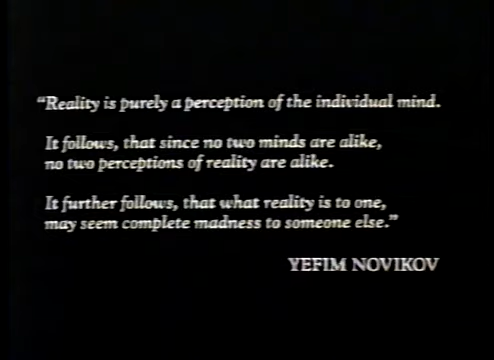 “Reality is purely a perception of the individual mind.
It follows, that since no two minds are alike,
no two perceptions of reality are alike.
It further follows, that what reality is to one,
may seem complete madness to someone else.”
YEFIM NOVIKOV